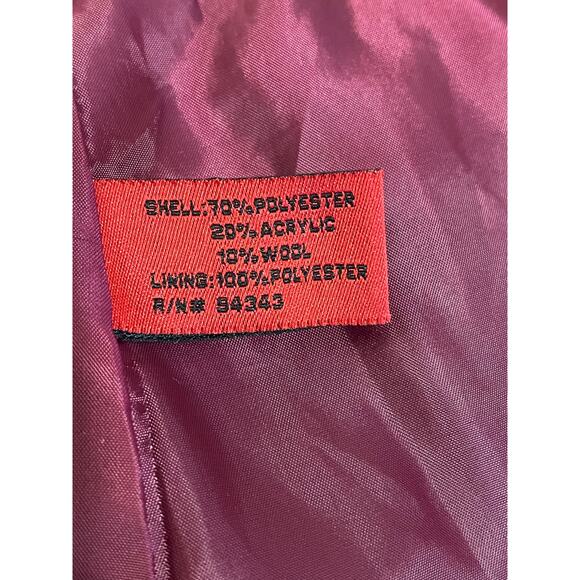 SHELL:70%POLYESTER
20%ACRYLIC
10%WOOL
LINING:100%POLYESTER
R/N# 94343